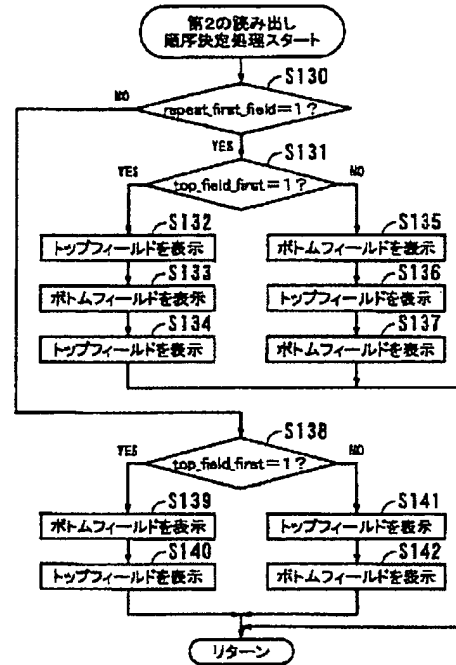 第2の読み出し
順序決定処理スタート
S130
NO
repeat_first_field=1?
YES
S131
YES
NO
top_field_first=1?
S132
S135
トップフィールドを表示
ボトムフィールドを表示
S133
S136
ボトムフィールドを表示
トップフィールドを表示
S134
S137
トップフィールドを表示
ボトムフィールドを表示
S138
YES
NO
top_field_first=1?
S139
S141
ボトムフィールドを表示
トップフィールドを表示
S140
S142
トップフィールドを表示
ボトムフィールドを表示
リターン